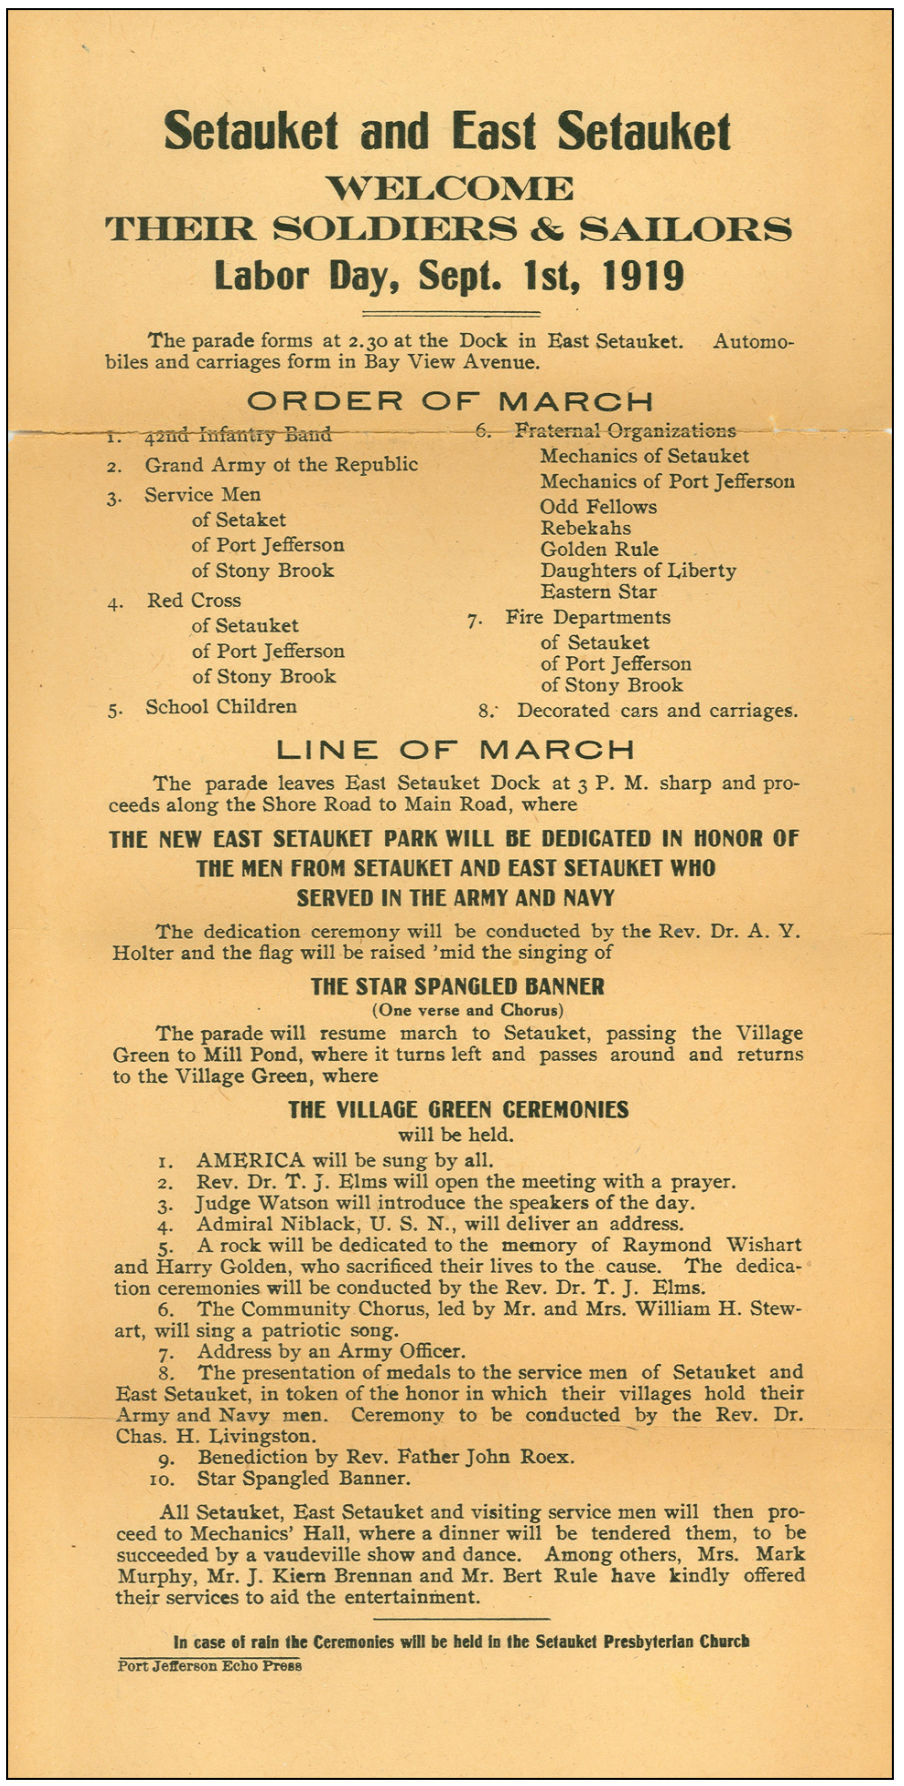 Setauket and East Setauket
WELCOME
THEIR SOLDIERS & SAILORS
Labor Day, Sept. 1st, 1919
The parade forms at 2.30 at the Dock in East Setauket. Automo-
biles and carriages form in Bay View Avenue.
ORDER OF MARCH
1. 42nd Infantry Band
2. Grand Army ot the Republic
3. Service Men
of Setaket
of Port Jefferson
of Stony Brook
4. Red Cross
of Setauket
of Port Jefferson
of Stony Brook
5. School Children
6. Fraternal Organizations
Mechanics of Setauket
Mechanics of Port Jefferson
Odd Fellows
Rebekahs
Golden Rule
Daughters of Liberty
Eastern Star
7. Fire Departments
of Setauket
of Port Jefferson
of Stony Brook
8. Decorated cars and carriages.
LINE OF MARCH
The parade leaves East Setauket Dock at 3 P. M. sharp and pro-
ceeds along the Shore Road to Main Road, where
THE NEW EAST SETAUKET PARK WILL BE DEDICATED IN HONOR OF
THE MEN FROM SETAUKET AND EAST SETAUKET WHO
SERVED IN THE ARMY AND NAVY
The dedication ceremony will be conducted by the Rev. Dr. A. Y.
Holter and the flag will be raised 'mid the singing of
THE STAR SPANGLED BANNER
(One verse and Chorus)
The parade will resume march to Setauket, passing the Village
Green to Mill Pond, where it turns left and passes around and returns
to the Village Green, where
THE VILLAGE GREEN CEREMONIES
will be held.
1. AMERICA will be sung by all.
2. Rev. Dr. T. J. Elms will open the meeting with a prayer.
3. Judge Watson will introduce the speakers of the day.
4. Admiral Niblack, U. S. N., will deliver an address.
5. A rock will be dedicated to the memory of Raymond Wishart
and Harry Golden, who sacrificed their lives to the cause. The dedica-
tion ceremonies will be conducted by the Rev. Dr. T. J. Elms.
6. The Community Chorus, led by Mr. and Mrs. William H. Stew-
art, will sing a patriotic song.
7. Address by an Army Officer.
8. The presentation of medals to the service men of Setauket and
East Setauket, in token of the honor in which their villages hold their
Army and Navy men. Ceremony to be conducted by the Rev. Dr.
Chas. H. Livingston.
9. Benediction by Rev. Father John Roex.
10. Star Spangled Banner.
All Setauket, East Setauket and visiting service men will then pro-
ceed to Mechanics' Hall, where a dinner will be tendered them, to be
succeeded by a vaudeville show and dance. Among others, Mrs. Mark
Murphy, Mr. J. Kiern Brennan and Mr. Bert Rule have kindly offered
their services to aid the entertainment.
In case of rain the Ceremonies will be held in the Setauket Presbyterian Church
Port Jefferson Echo Press